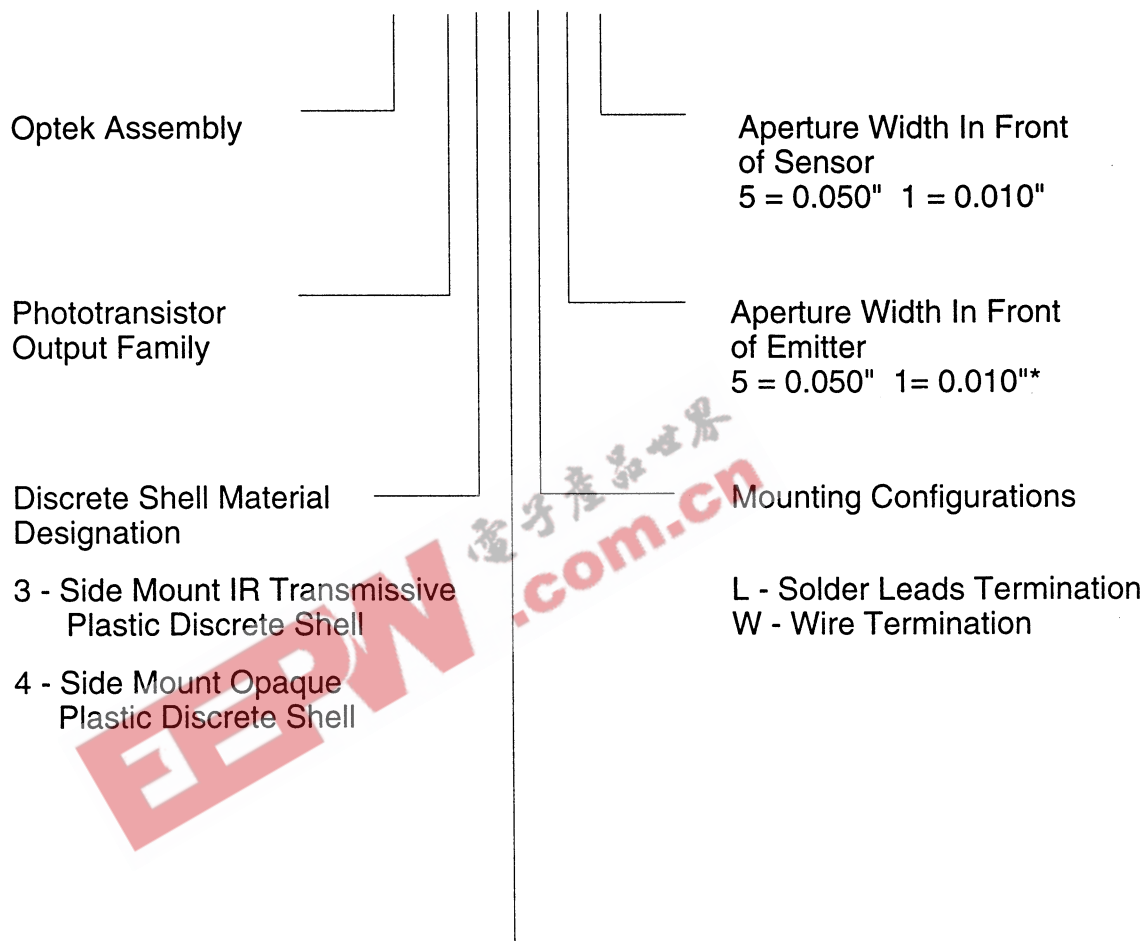 Optek Assembly
Aperture Width In Front
of Sensor
5 = 0.050" 1 = 0.010"
Phototransistor
Output Family
Aperture Width In Front
of Emitter
5 = 0.050" 1= 0.010"*
Discrete Shell Material
Designation
3 - Side Mount IR Transmissive
Plastic Discrete Shell
4 - Side Mount Opaque
Plastic Discrete Shell
Mounting Configurations
L - Solder Leads Termination
W - Wire Termination
EEPW
.com.cn
電子產品世界